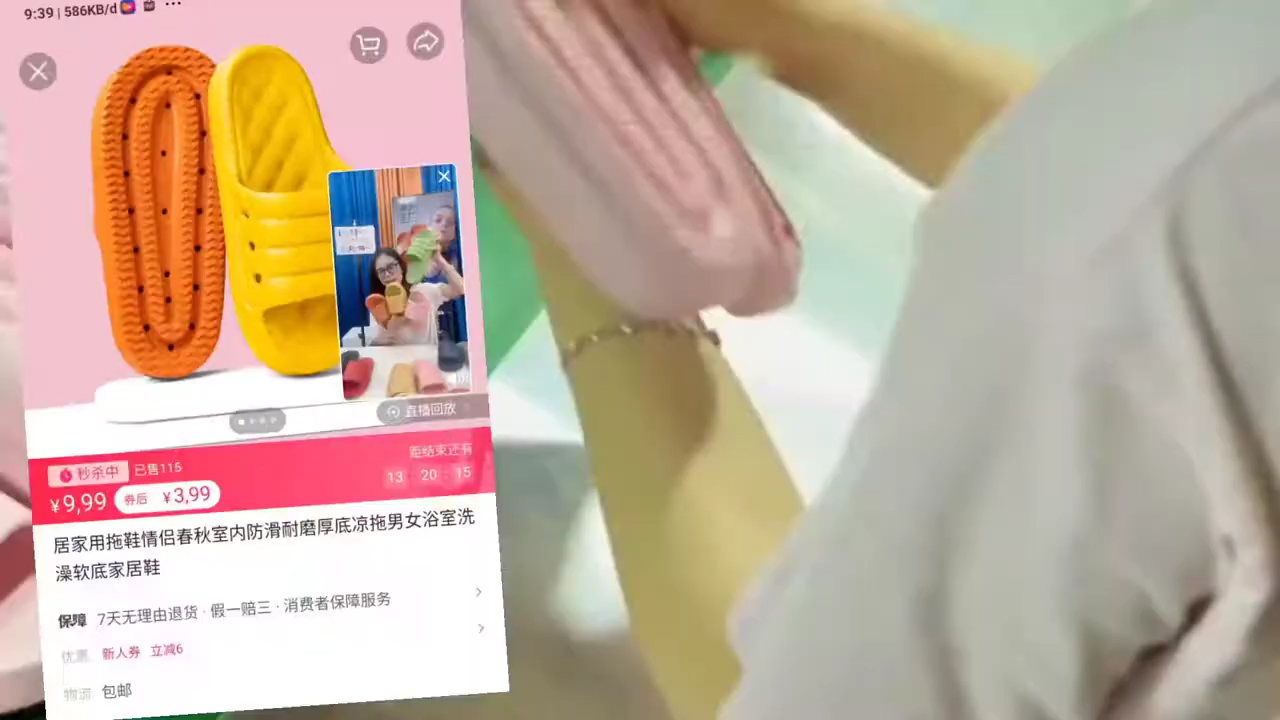 9:39 | 586KB/d ...
直播回放
秒杀中 已售115
距结束还有
¥9,99 券后 ¥3,99
13 : 20 : 15
居家用拖鞋情侣春秋室内防滑耐磨厚底凉拖男女浴室洗
澡软底家居鞋
保障 7天无理由退货 · 假一赔三 · 消费者保障服务
优惠 新人券 立减6
物流 包邮